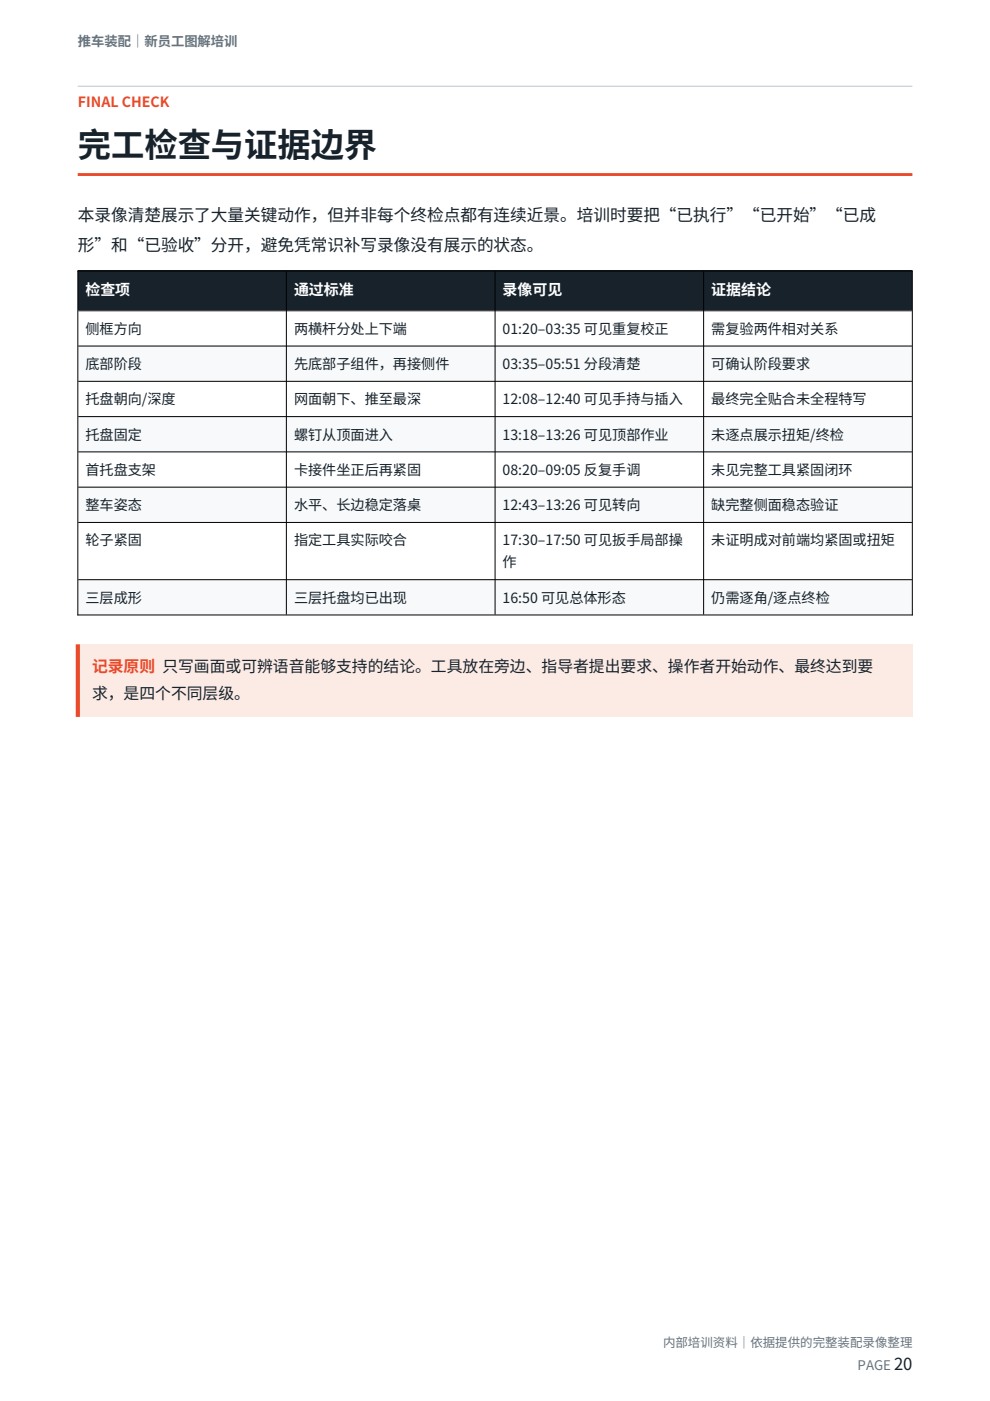 推车装配｜新员工图解培训
FINAL CHECK
完工检查与证据边界
本录像清楚展示了大量关键动作，但并非每个终检点都有连续近景。培训时要把“已执行”“已开始”“已成
形”和“已验收”分开，避免凭常识补写录像没有展示的状态。
检查项 通过标准 录像可见 证据结论
侧框方向 两横杆分处上下端 01:20–03:35 可见重复校正 需复验两件相对关系
底部阶段 先底部子组件，再接侧件 03:35–05:51 分段清楚 可确认阶段要求
托盘朝向/深度 网面朝下、推至最深 12:08–12:40 可见手持与插入 最终完全贴合未全程特写
托盘固定 螺钉从顶面进入 13:18–13:26 可见顶部作业 未逐点展示扭矩/终检
首托盘支架 卡接件坐正后再紧固 08:20–09:05 反复手调 未见完整工具紧固闭环
整车姿态 水平、长边稳定落桌 12:43–13:26 可见转向 缺完整侧面稳态验证
轮子紧固 指定工具实际咬合 17:30–17:50 可见扳手局部操 未证明成对前端均紧固或扭矩
作
三层成形 三层托盘均已出现 16:50 可见总体形态 仍需逐角/逐点终检
记录原则 只写画面或可辨语音能够支持的结论。工具放在旁边、指导者提出要求、操作者开始动作、最终达到要
求，是四个不同层级。
内部培训资料｜依据提供的完整装配录像整理
PAGE 20